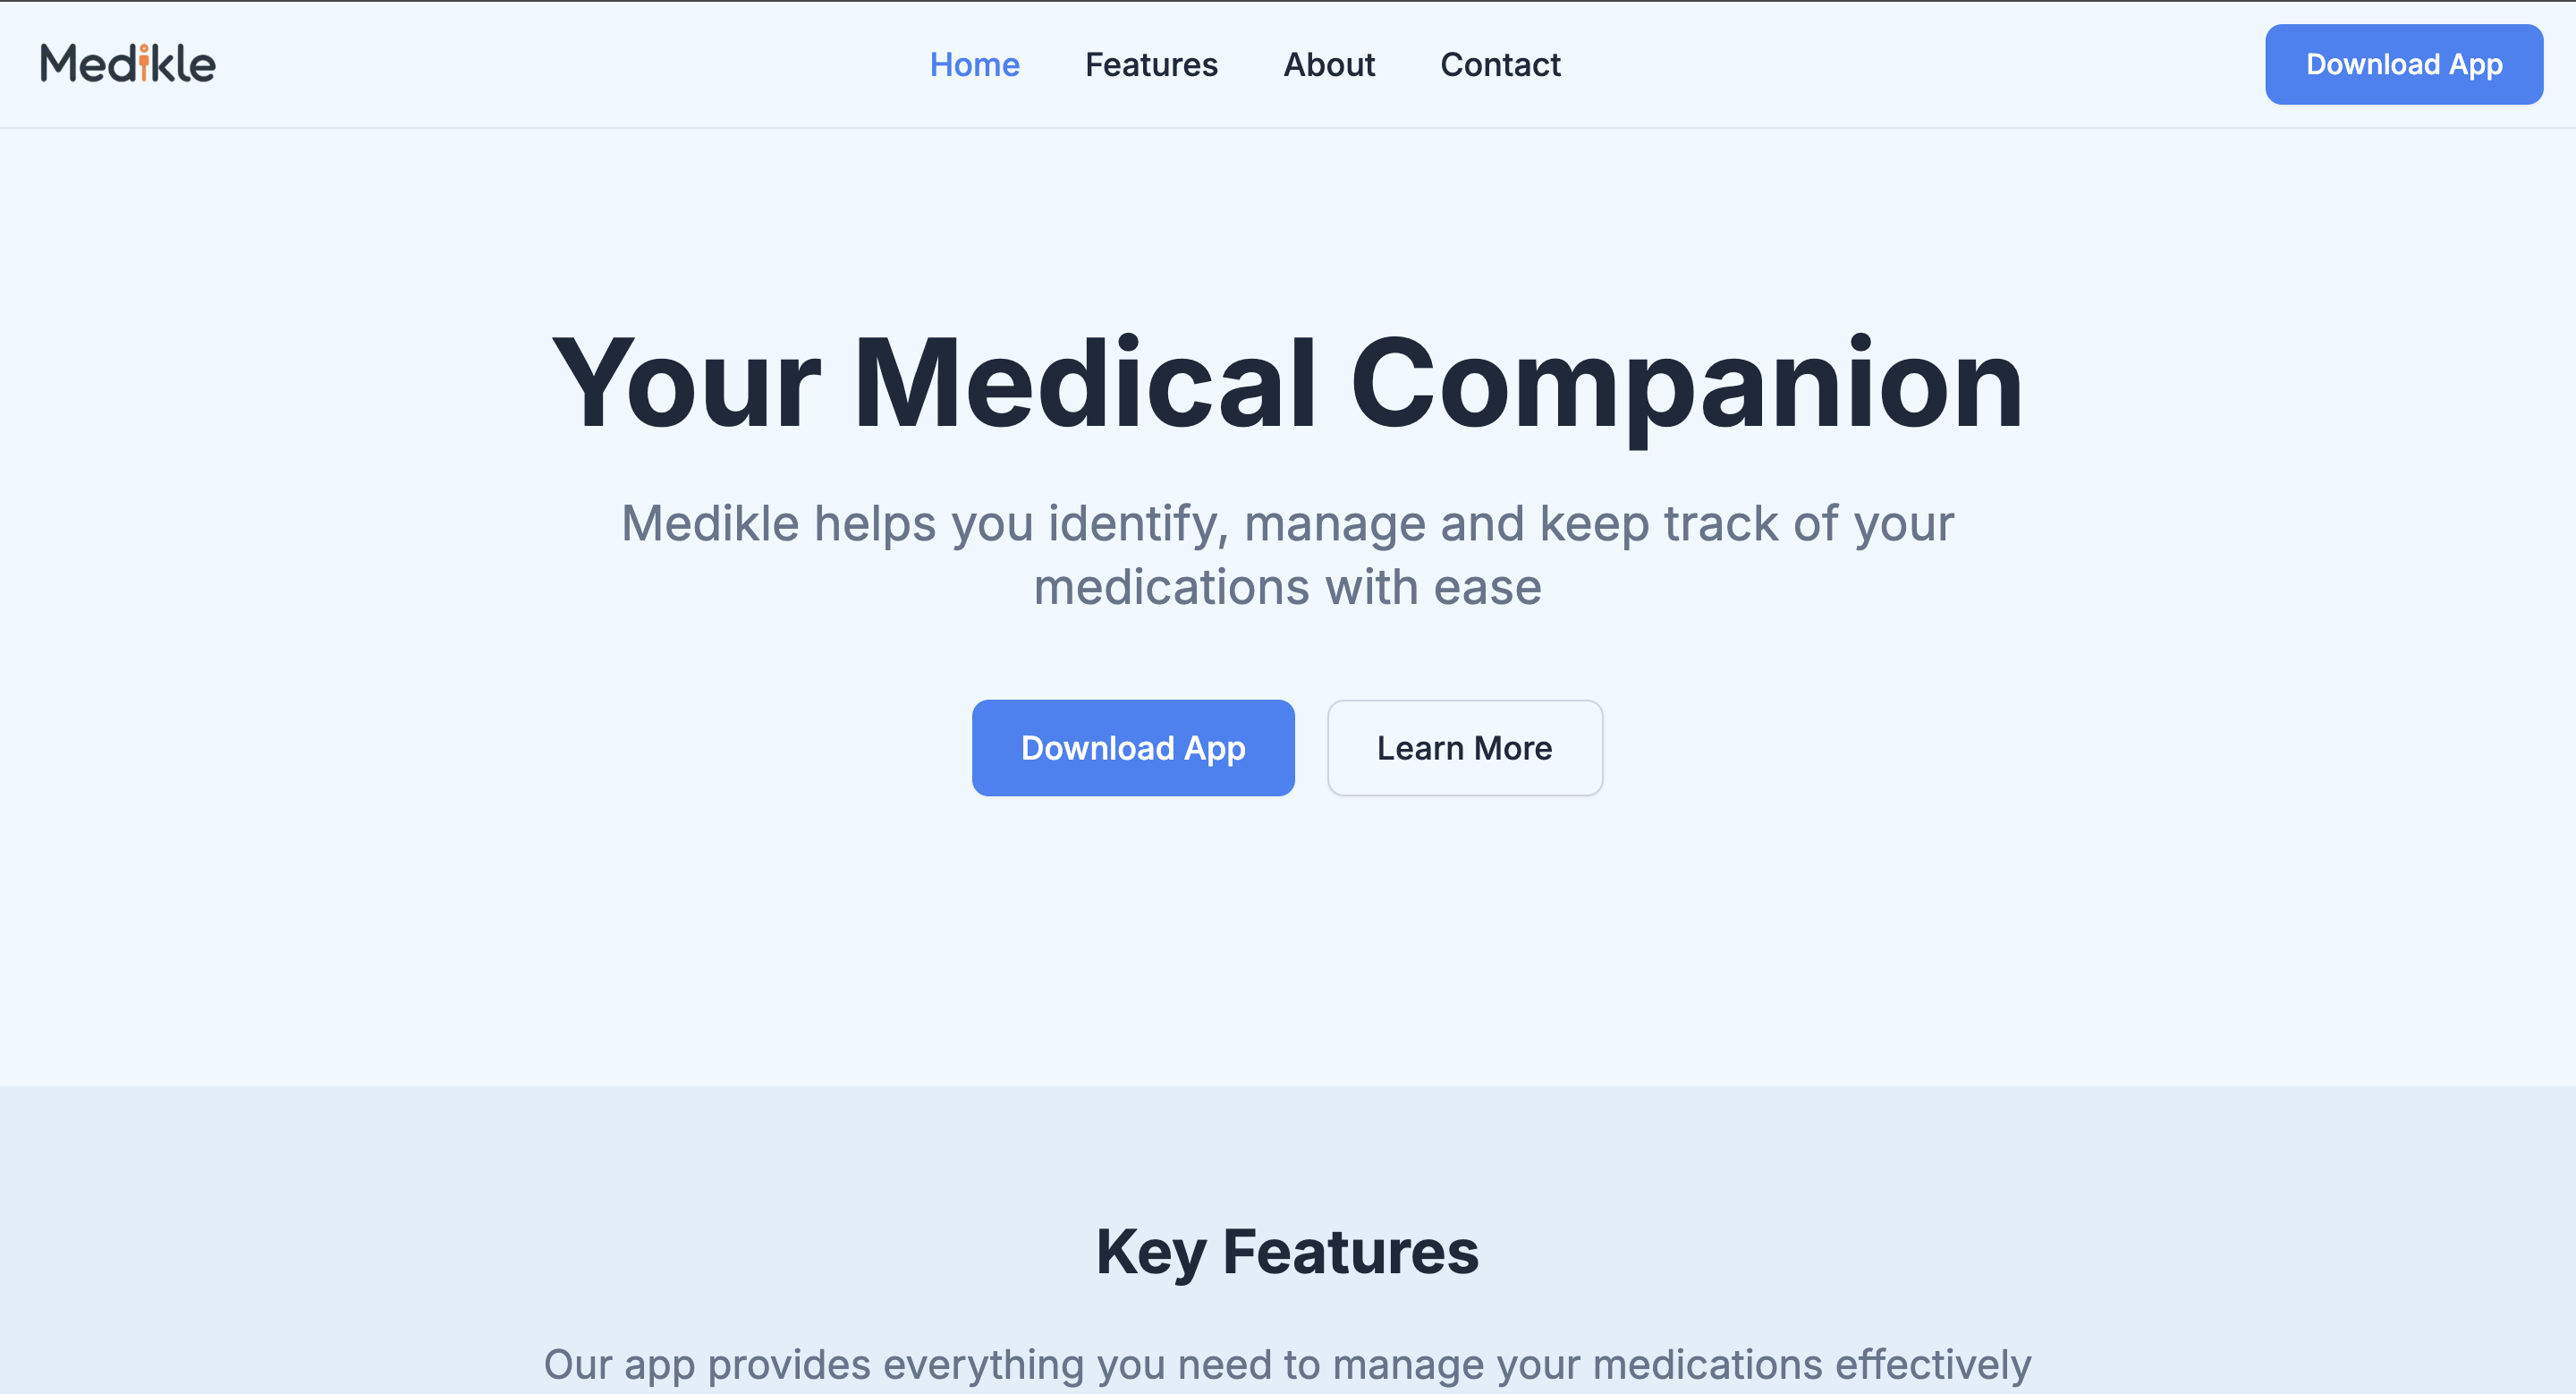 Medikle
Home
Features
About
Contact
Download App
Your Medical Companion
Medikle helps you identify, manage and keep track of your
medications with ease
Download App
Learn More
Key Features
Our app provides everything you need to manage your medications effectively